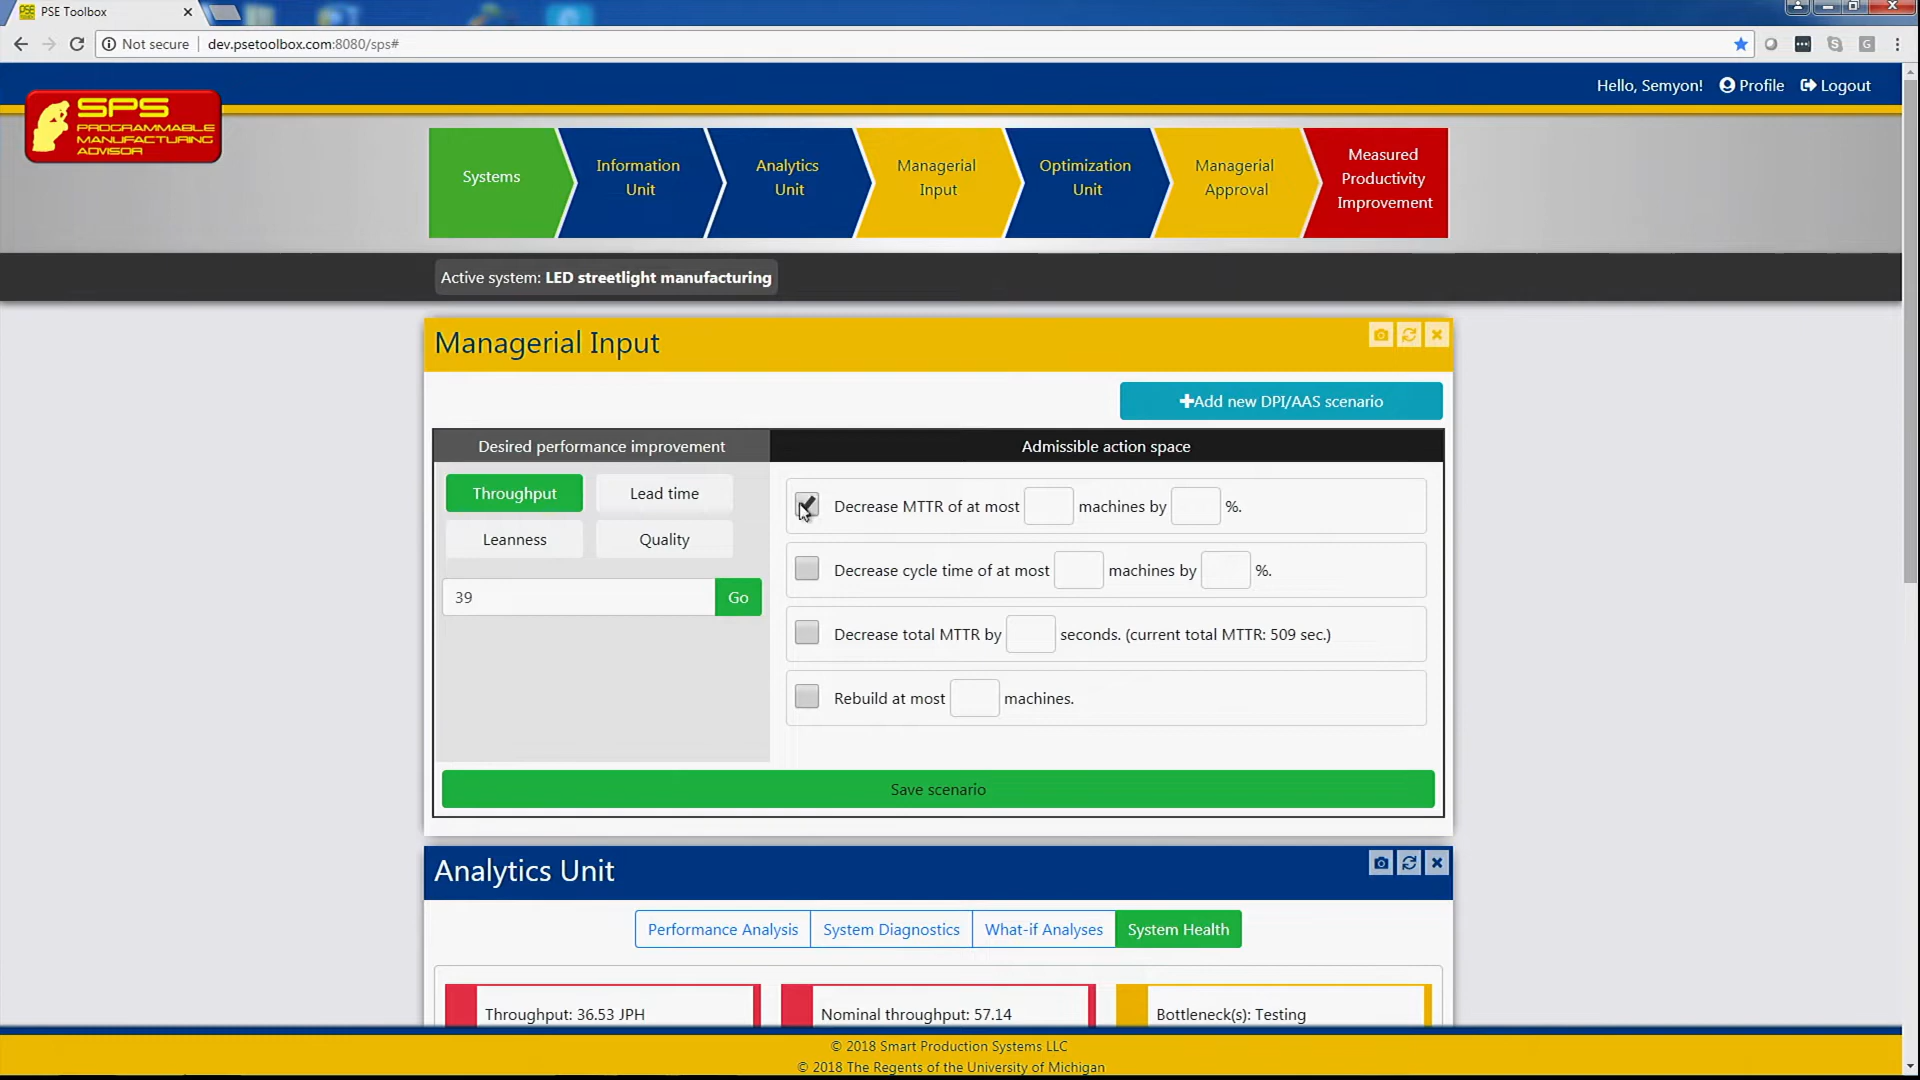 PSE Toolbox
Not secure
dev.psetoolbox.com:8080/sps#
Hello, Semyon! Profile Logout
SPS
PROGRAMMABLE
MANUFACTURING
ADVISOR
Systems
Information
Unit
Analytics
Unit
Managerial
Input
Optimization
Unit
Managerial
Approval
Measured
Productivity
Improvement
Active system: LED streetlight manufacturing
Managerial Input
Add new DPI/AAS scenario
Desired performance improvement
Admissible action space
Throughput
Lead time
Leanness
Quality
39
Go
Decrease MTTR of at most machines by %.
Decrease cycle time of at most machines by %.
Decrease total MTTR by seconds. (current total MTTR: 509 sec.)
Rebuild at most machines.
Save scenario
Analytics Unit
Performance Analysis
System Diagnostics
What-if Analyses
System Health
Throughput: 36.53 JPH
Nominal throughput: 57.14
Bottleneck(s): Testing
© 2018 Smart Production Systems LLC
© 2018 The Regents of the University of Michigan